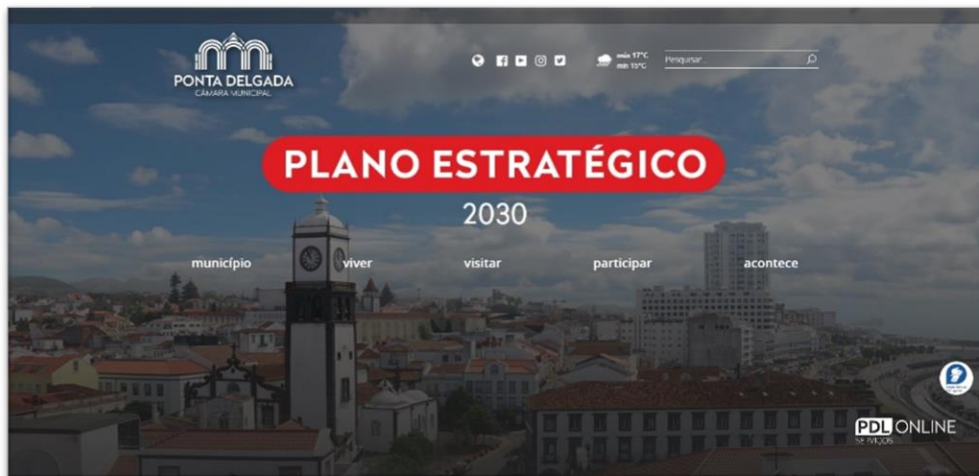 PONTA DELGADA
CÂMARA MUNICIPAL
máx 17°C
min 15°C
Pesquisar...
PLANO ESTRATÉGICO
2030
município
viver
visitar
participar
acontece
PDL ONLINE
SERVIÇOS